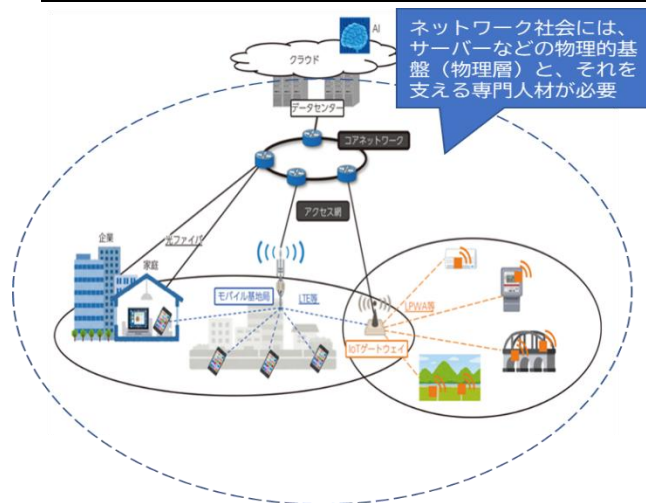 ネットワーク社会には、
サーバーなどの物理的基
盤（物理層）と、それを
支える専門人材が必要
AI
クラウド
データセンター
コアネットワーク
アクセス網
企業
光ファイバ
家庭
モバイル基地局
LTE等
LPWA等
IoTゲートウェイ